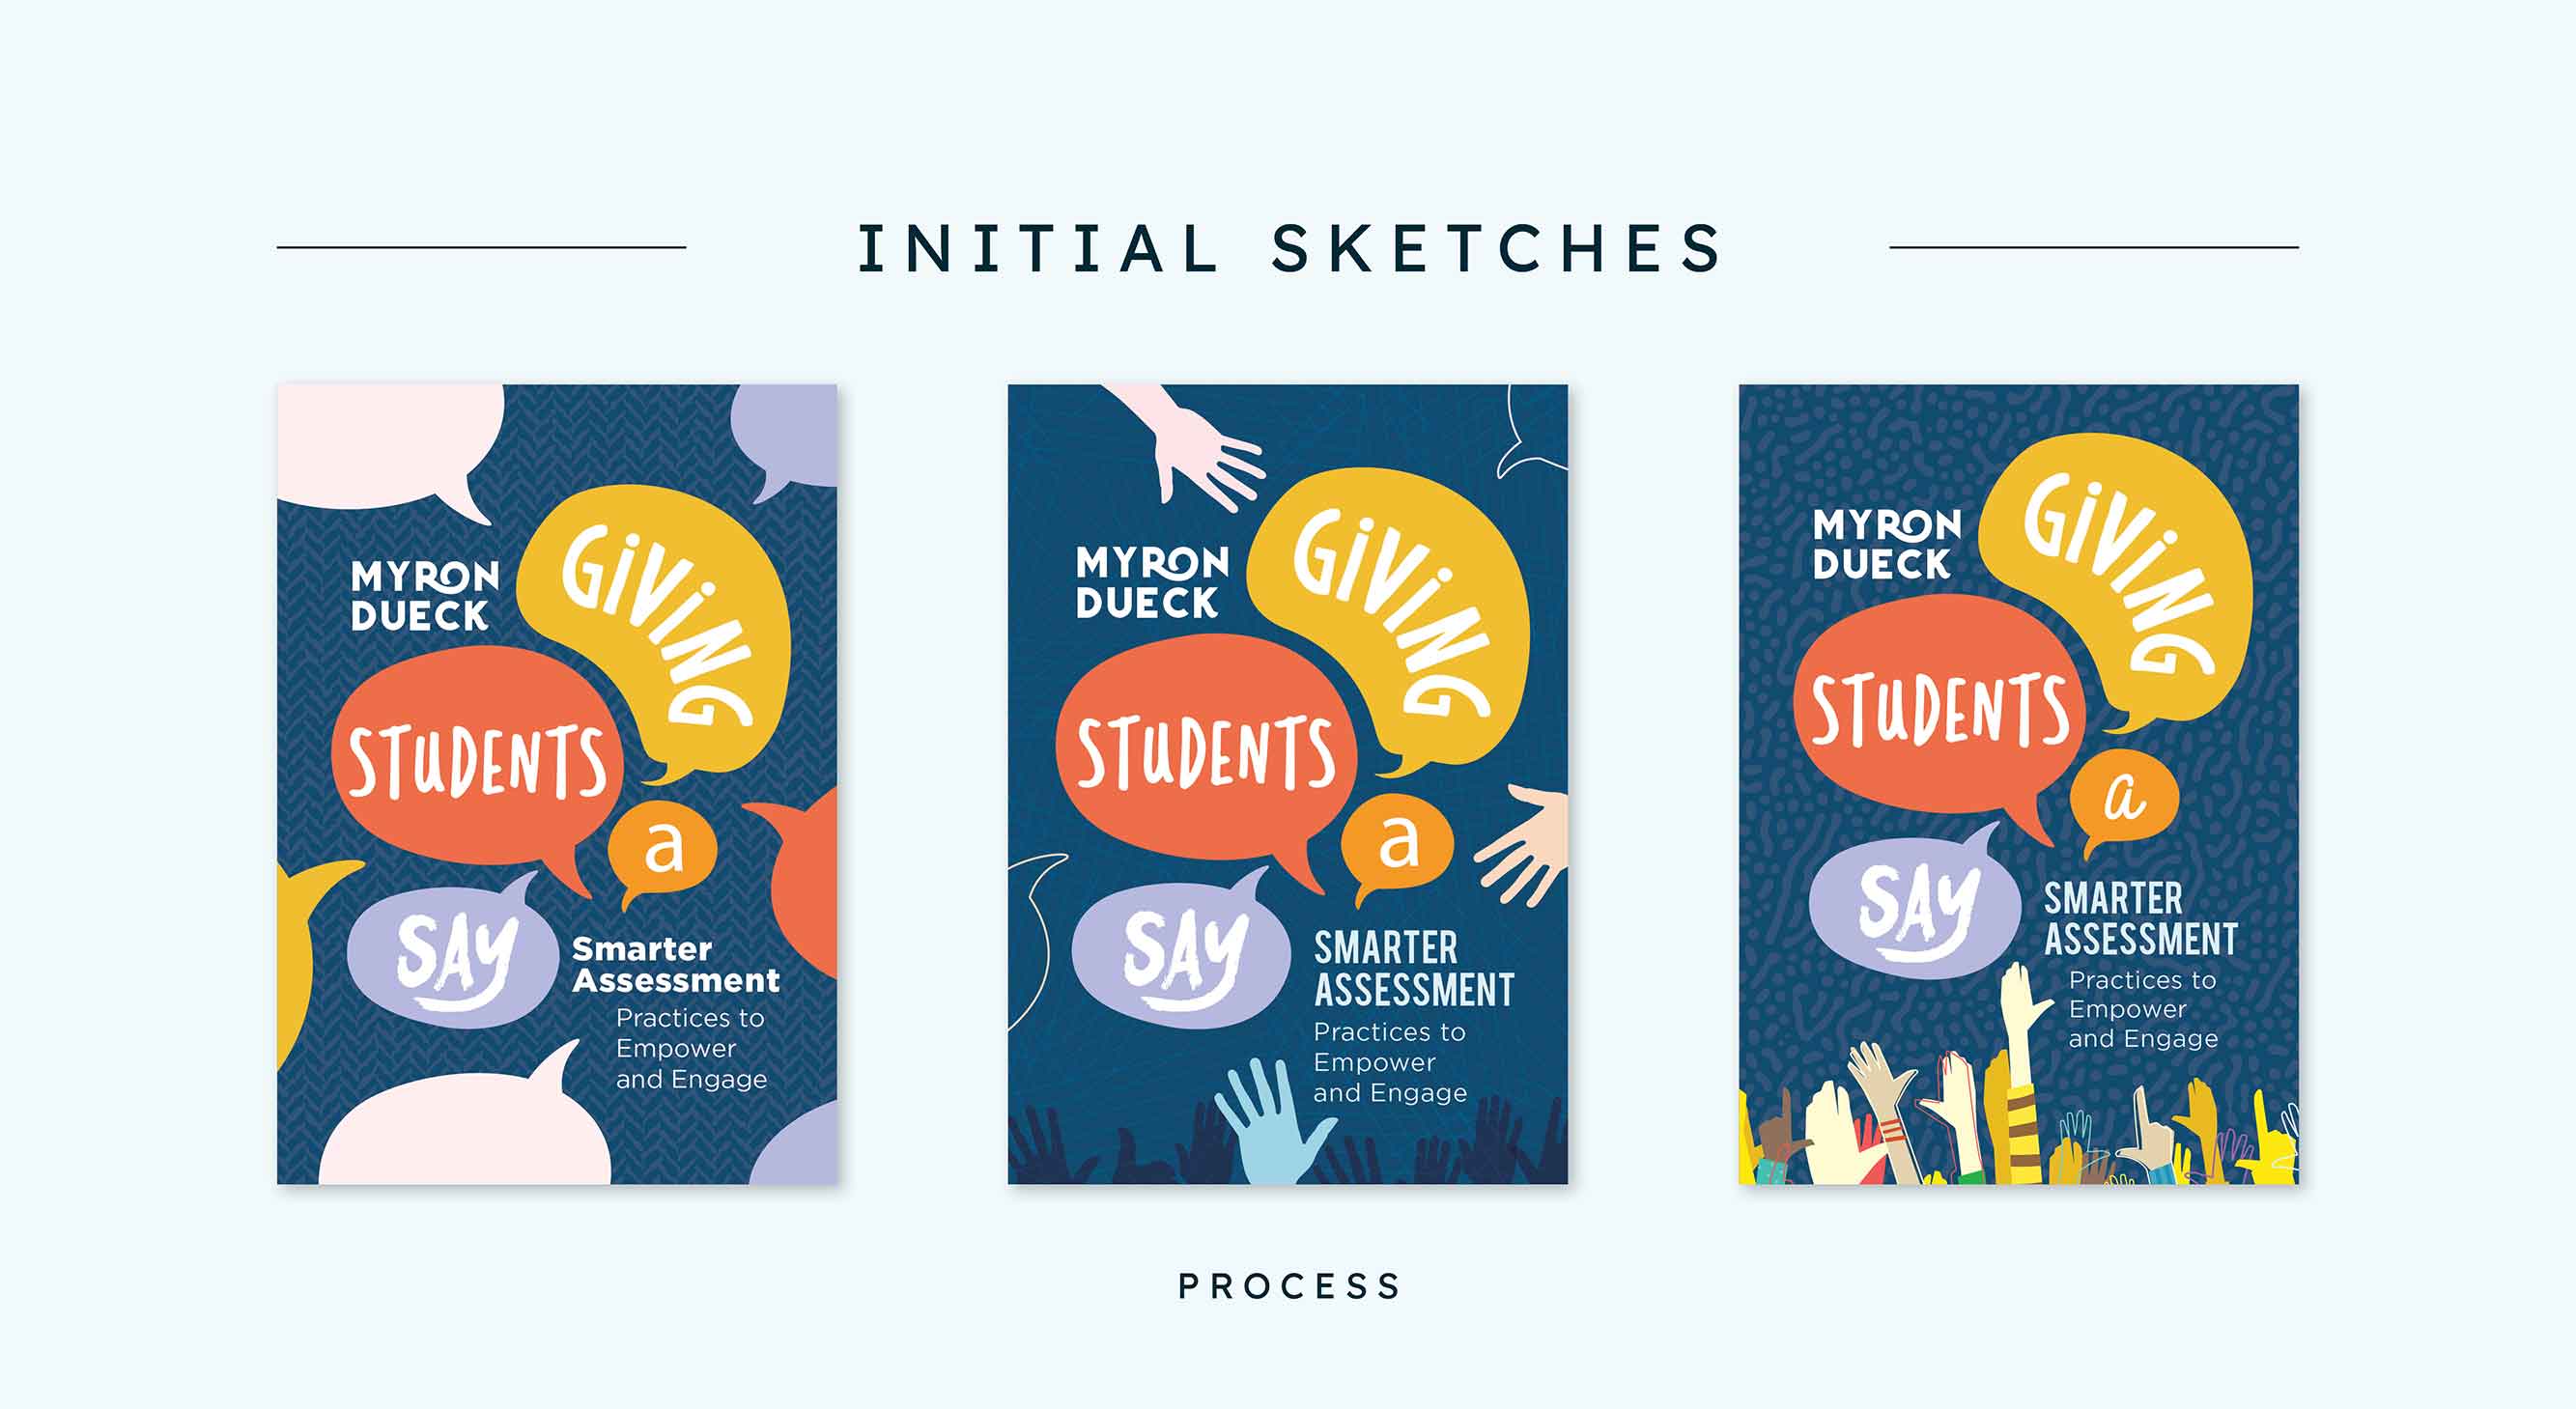 INITIAL SKETCHES
MYRON
DUECK
GiViNG
STuDENTS
a
SAY
Smarter
Assessment
Practices to
Empower
and Engage
MYRON
DUECK
GiViNG
STuDENTS
a
SAY
SMARTER
ASSESSMENT
Practices to
Empower
and Engage
MYRON
DUECK
GiViNG
STuDENTS
a
SAY
SMARTER
ASSESSMENT
Practices to
Empower
and Engage
PROCESS